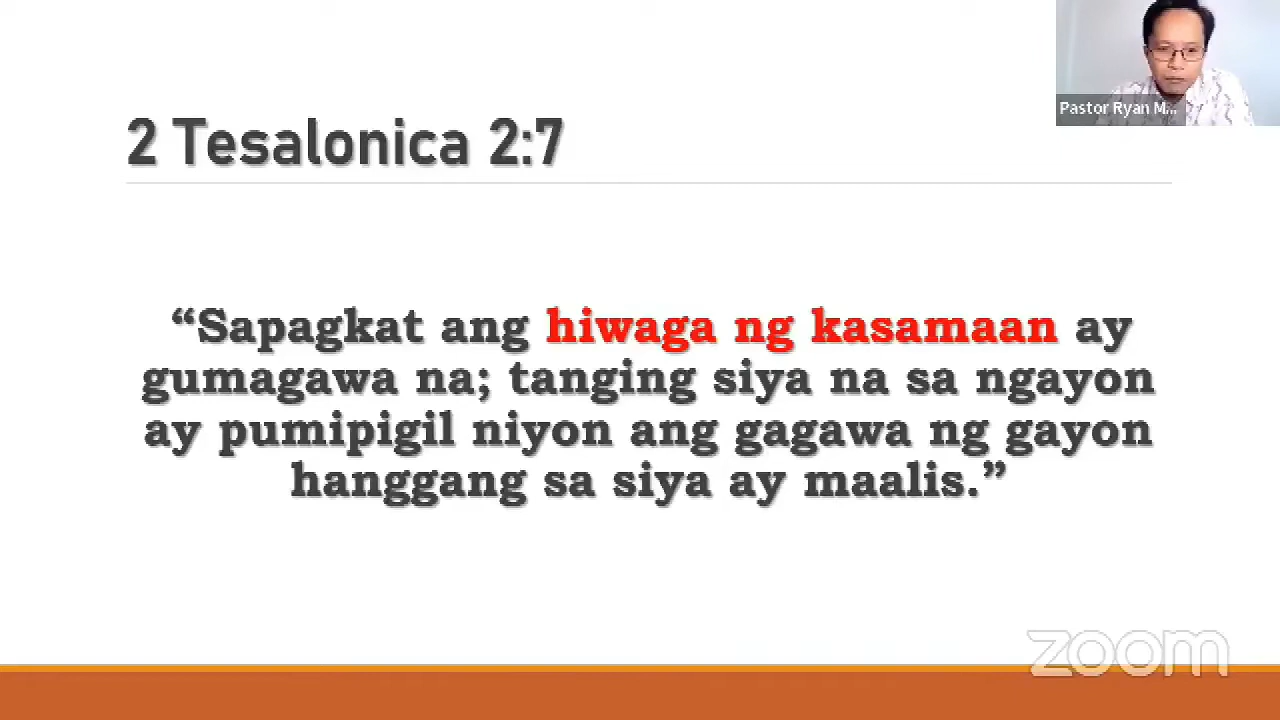 Pastor Ryan M...
2 Tesalonica 2:7
“Sapagkat ang hiwaga ng kasamaan ay
gumagawa na; tanging siya na sa ngayon
ay pumipigil niyon ang gagawa ng gayon
hanggang sa siya ay maalis.”
zoom